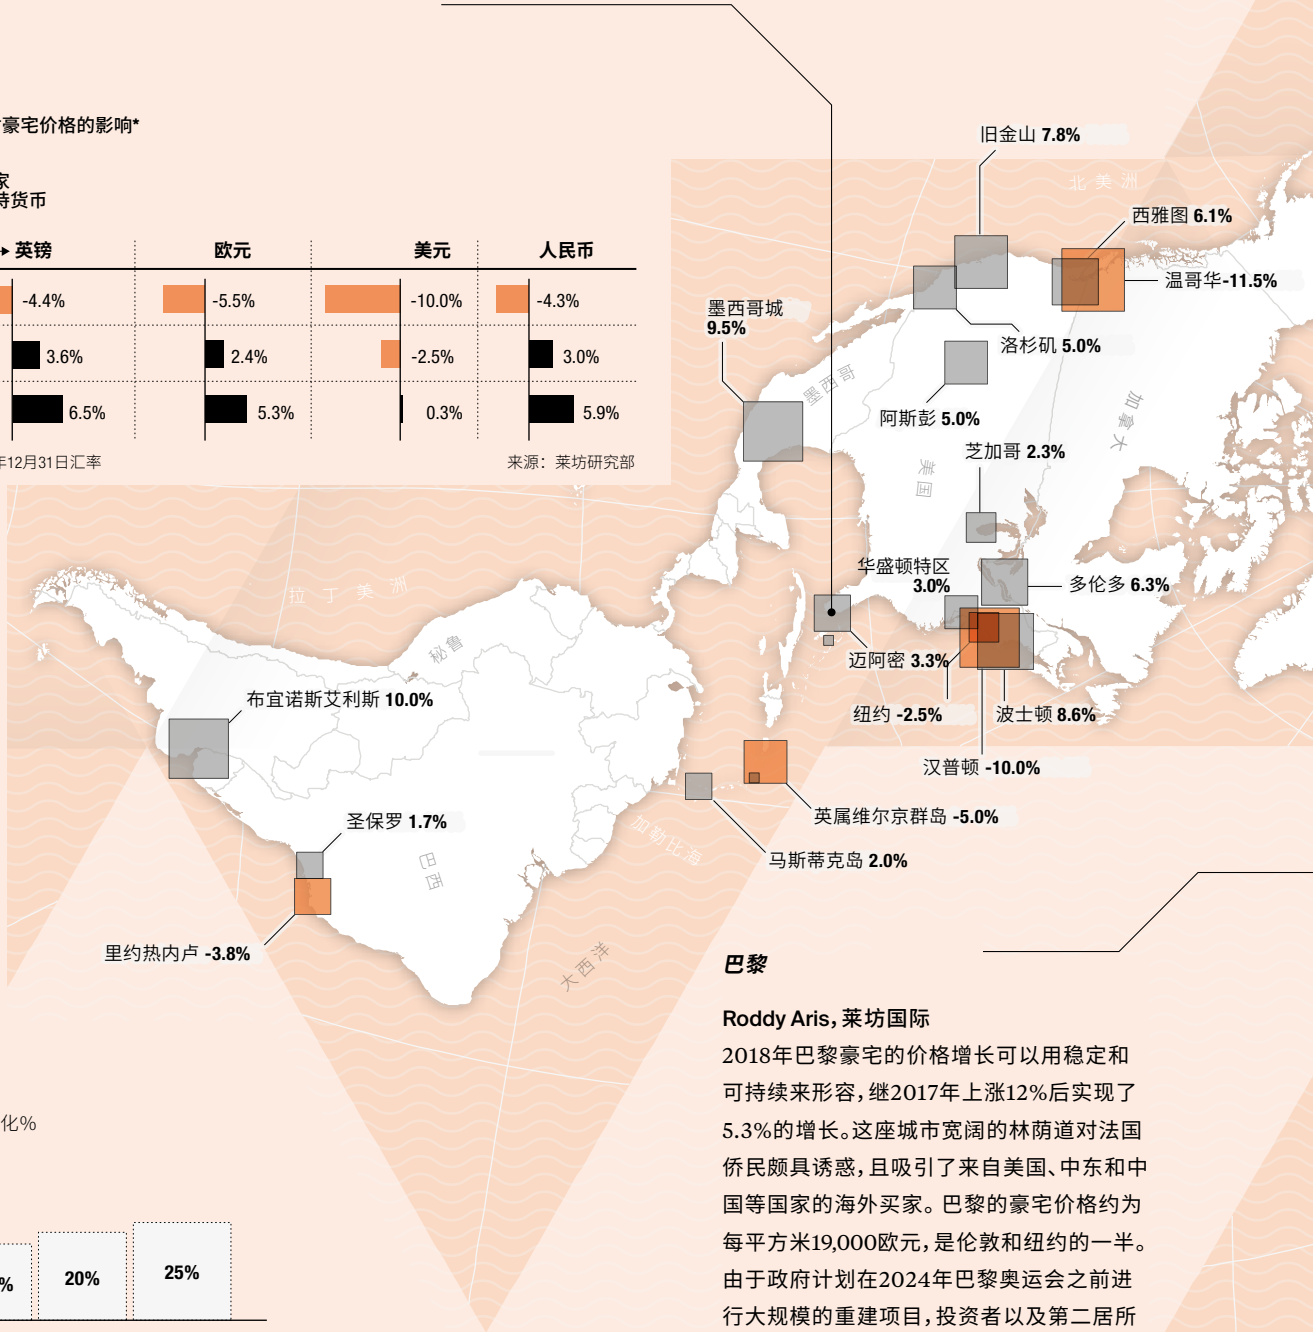 豪宅价格的影响*
家
特货币
英镑 欧元 美元 人民币
-4.4% -5.5% -10.0% -4.3%
3.6% 2.4% -2.5% 3.0%
6.5% 5.3% 0.3% 5.9%
年12月31日汇率 来源：莱坊研究部
旧金山 7.8%
北美洲
西雅图 6.1%
温哥华-11.5%
墨西哥城
9.5%
洛杉矶 5.0%
墨西哥
阿斯彭 5.0%
加拿大
芝加哥 2.3%
美国
华盛顿特区
3.0%
多伦多 6.3%
拉丁美洲
秘鲁
迈阿密 3.3%
布宜诺斯艾利斯 10.0%
纽约 -2.5%
波士顿 8.6%
汉普顿 -10.0%
英属维尔京群岛 -5.0%
圣保罗 1.7%
加勒比海
马斯蒂克岛 2.0%
巴西
里约热内卢 -3.8%
大西洋
巴黎
Roddy Aris，莱坊国际
2018年巴黎豪宅的价格增长可以用稳定和
可持续来形容，继2017年上涨12%后实现了
5.3%的增长。这座城市宽阔的林荫道对法国
侨民颇具诱惑，且吸引了来自美国、中东和中
国等国家的海外买家。巴黎的豪宅价格约为
每平方米19,000欧元，是伦敦和纽约的一半。
由于政府计划在2024年巴黎奥运会之前进
行大规模的重建项目，投资者以及第二居所
化%
% 20% 25%